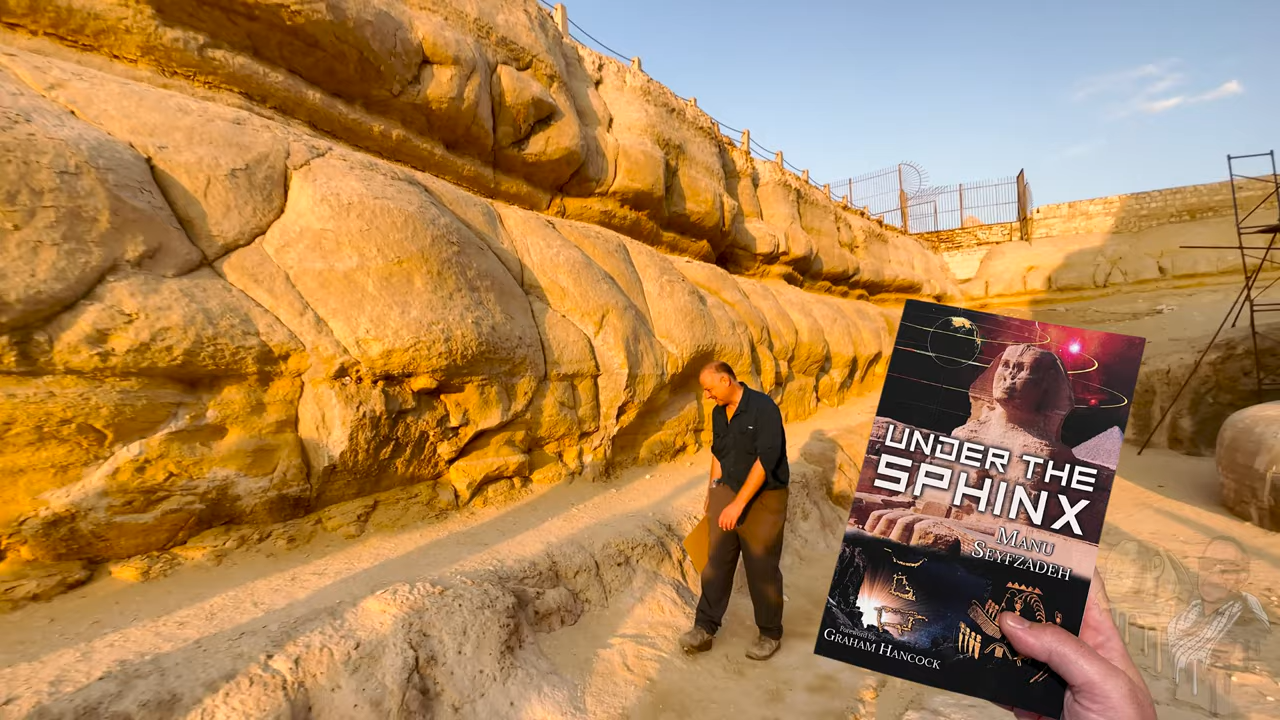 UNDER THE
SPHINX
MANU
SEYFZADEH
Foreword by
GRAHAM HANCOCK